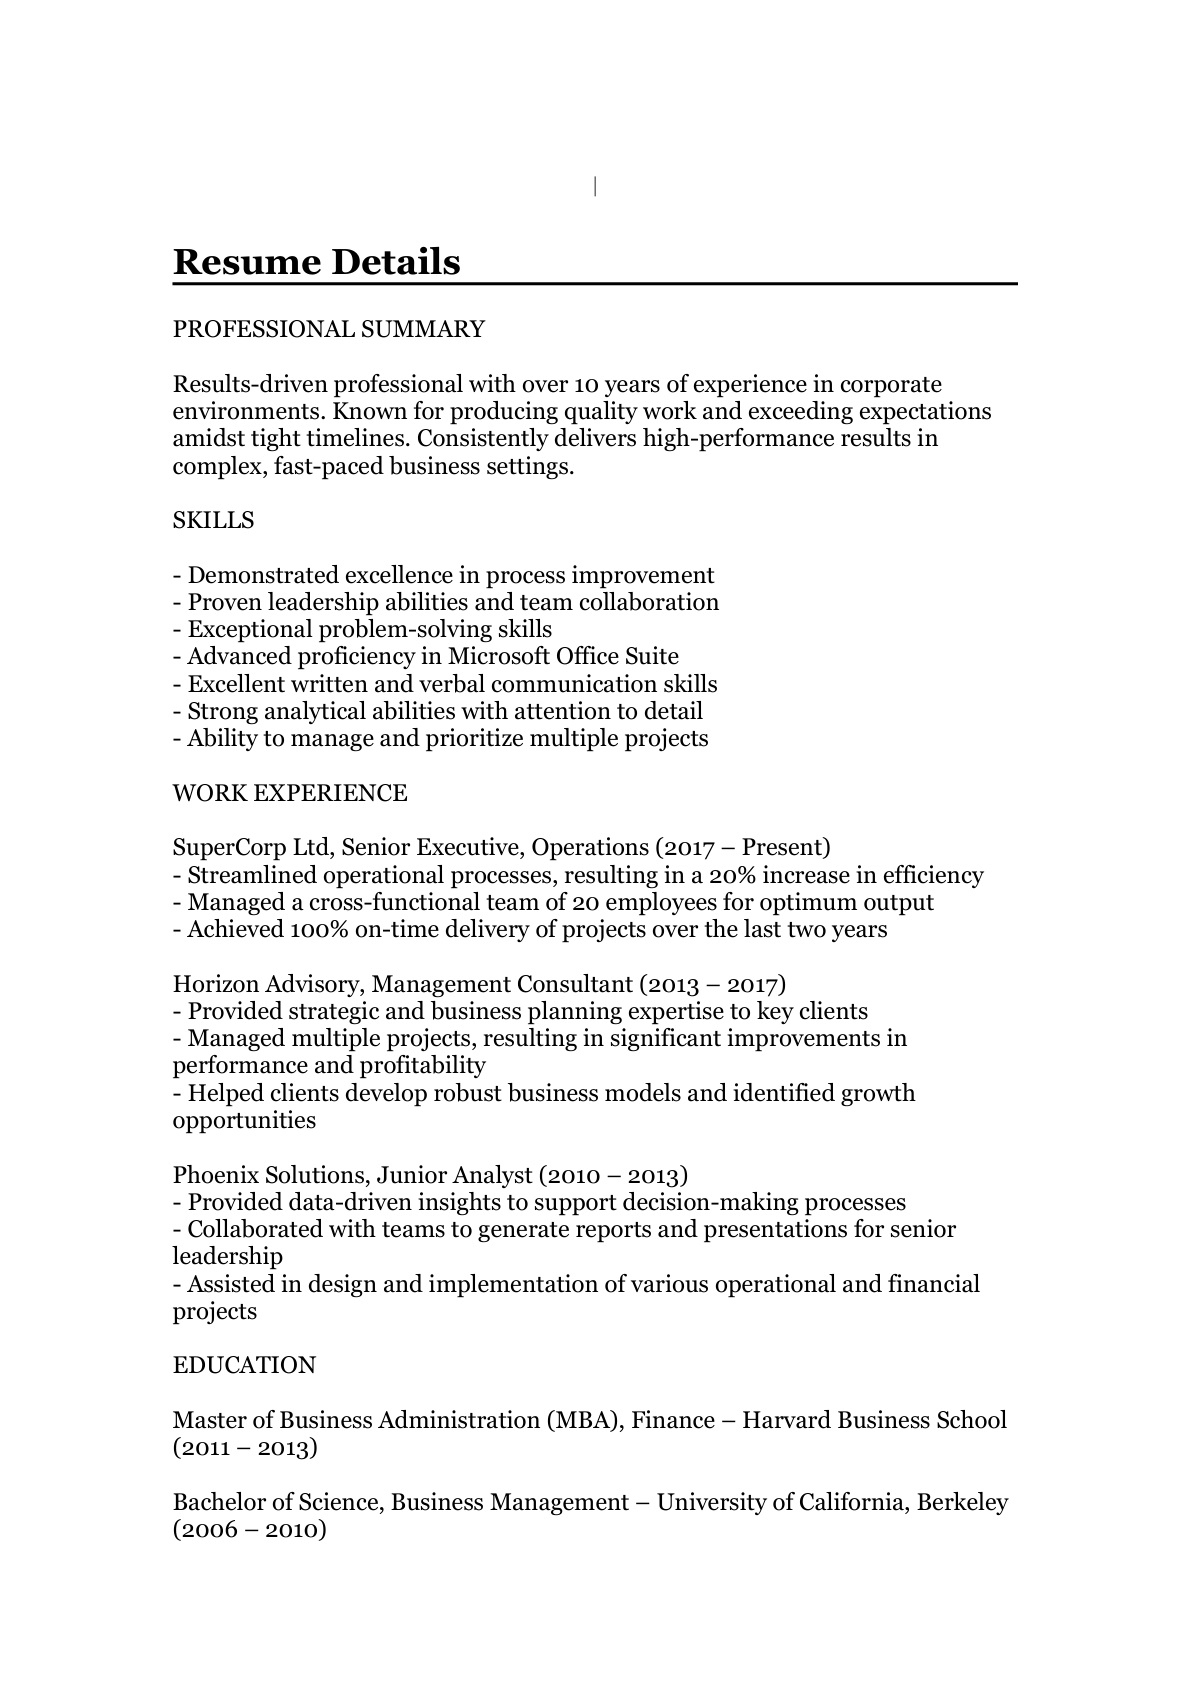 |
Resume Details
PROFESSIONAL SUMMARY
Results-driven professional with over 10 years of experience in corporate
environments. Known for producing quality work and exceeding expectations
amidst tight timelines. Consistently delivers high-performance results in
complex, fast-paced business settings.
SKILLS
- Demonstrated excellence in process improvement
- Proven leadership abilities and team collaboration
- Exceptional problem-solving skills
- Advanced proficiency in Microsoft Office Suite
- Excellent written and verbal communication skills
- Strong analytical abilities with attention to detail
- Ability to manage and prioritize multiple projects
WORK EXPERIENCE
SuperCorp Ltd, Senior Executive, Operations (2017 – Present)
- Streamlined operational processes, resulting in a 20% increase in efficiency
- Managed a cross-functional team of 20 employees for optimum output
- Achieved 100% on-time delivery of projects over the last two years
Horizon Advisory, Management Consultant (2013 – 2017)
- Provided strategic and business planning expertise to key clients
- Managed multiple projects, resulting in significant improvements in
performance and profitability
- Helped clients develop robust business models and identified growth
opportunities
Phoenix Solutions, Junior Analyst (2010 – 2013)
- Provided data-driven insights to support decision-making processes
- Collaborated with teams to generate reports and presentations for senior
leadership
- Assisted in design and implementation of various operational and financial
projects
EDUCATION
Master of Business Administration (MBA), Finance – Harvard Business School
(2011 – 2013)
Bachelor of Science, Business Management – University of California, Berkeley
(2006 – 2010)